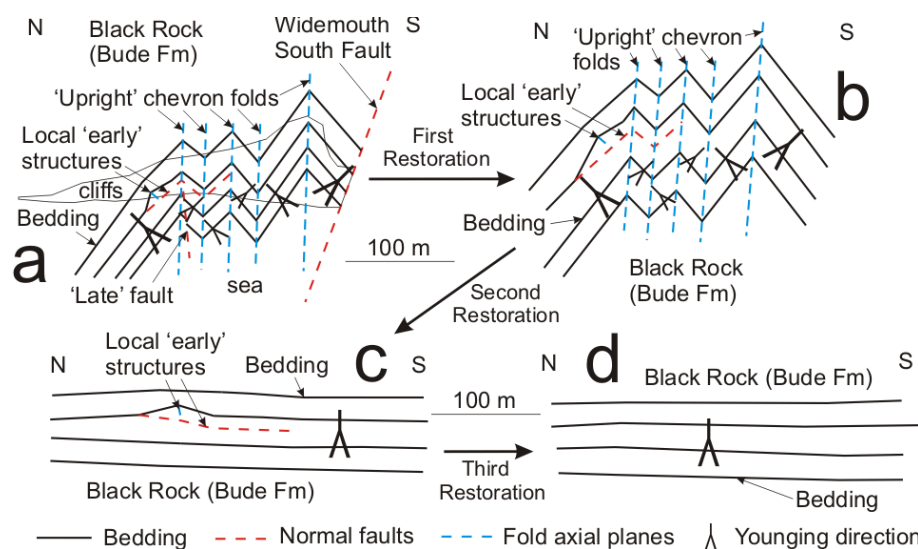 N
Black Rock
(Bude Fm)
Widemouth
South Fault
S
'Upright' chevron folds
Local 'early'
structures
cliffs
Bedding
a
'Late' fault
sea
100 m
First
Restoration
N
'Upright' chevron
folds
S
Local 'early'
structures
b
Bedding
Black Rock
(Bude Fm)
Second
Restoration
N
Local 'early'
structures
Bedding
c
S
Black Rock (Bude Fm)
100 m
Third
Restoration
N
d
S
Black Rock (Bude Fm)
Bedding
Bedding
Normal faults
Fold axial planes
Younging direction